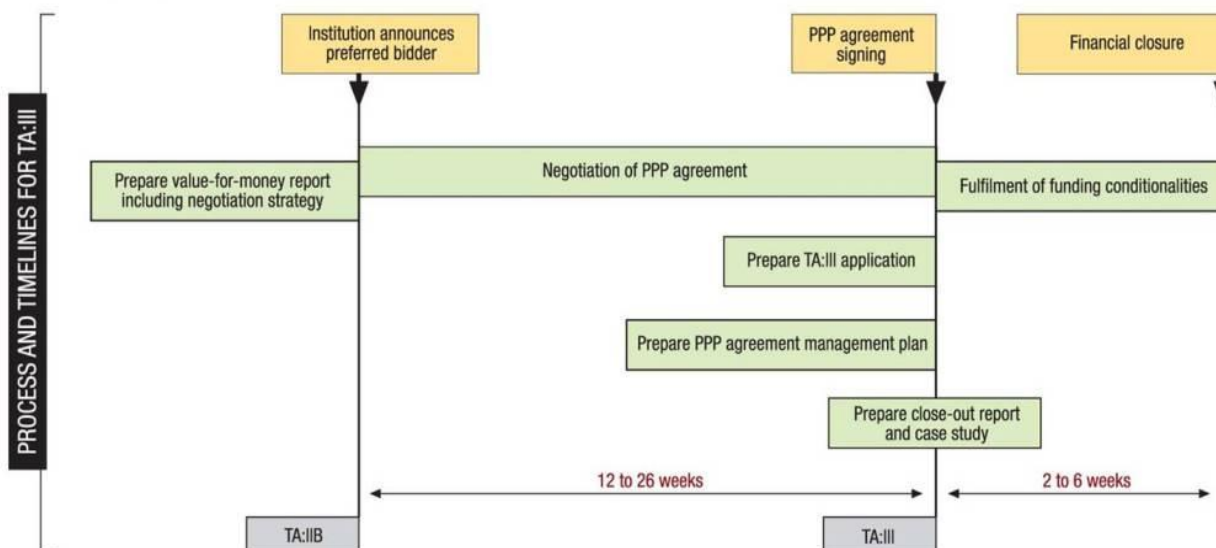 PROCESS AND TIMELINES FOR TA:III
Institution announces
preferred bidder
PPP agreement
signing
Financial closure
Prepare value-for-money report
including negotiation strategy
Negotiation of PPP agreement
Fulfilment of funding conditionalities
Prepare TA:III application
Prepare PPP agreement management plan
Prepare close-out report
and case study
12 to 26 weeks
2 to 6 weeks
TA:IIB
TA:III